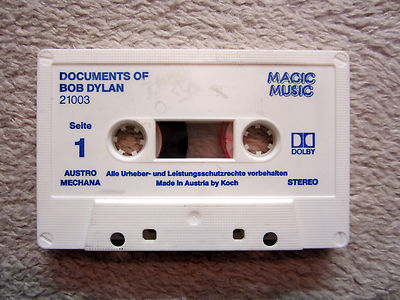 DOCUMENTS OF
BOB DYLAN
21003
MAGIC
MUSIC
Seite
1
DOLBY
AUSTRO
MECHANA
Alle Urheber- und Leistungsschutzrechte vorbehalten
Made in Austria by Koch
STEREO